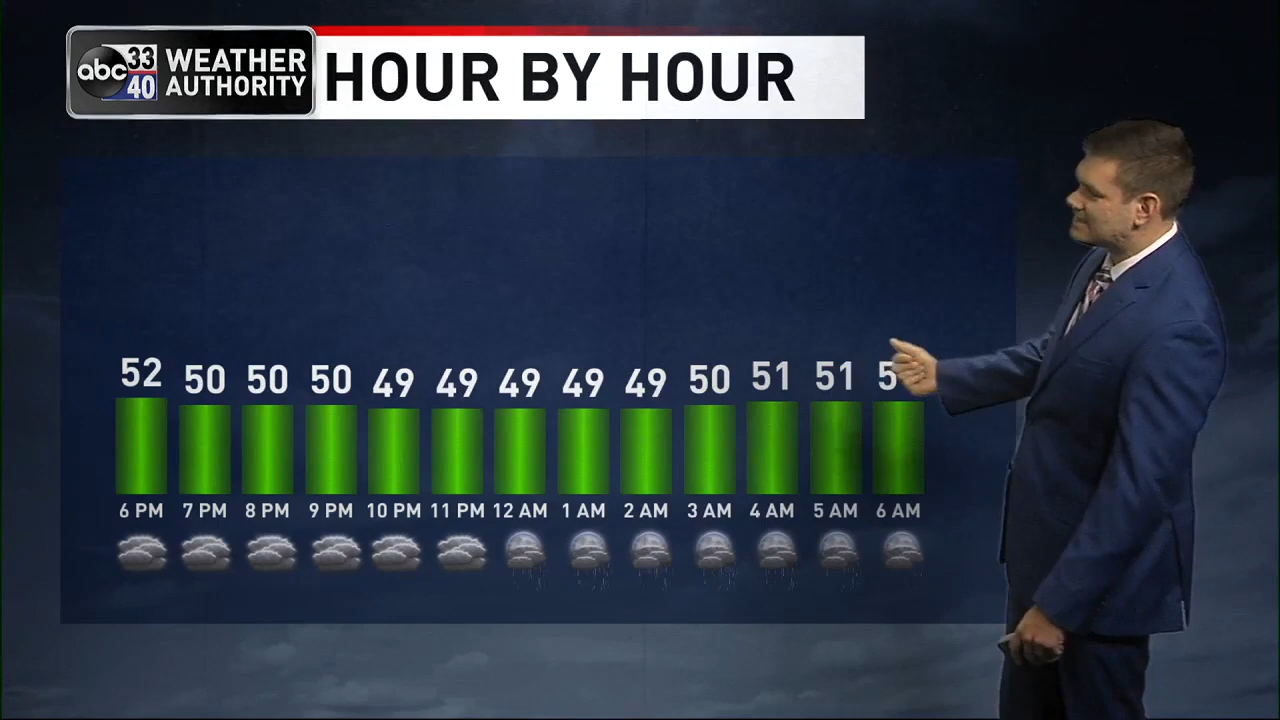 abc 33 40 WEATHER AUTHORITY
HOUR BY HOUR
52 50 50 50 49 49 49 49 49 50 51 51
6 PM 7 PM 8 PM 9 PM 10 PM 11 PM 12 AM 1 AM 2 AM 3 AM 4 AM 5 AM 6 AM